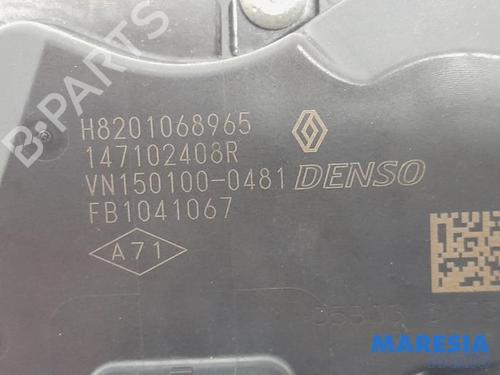 H8201068965
147102408R
VN150100-0481 DENSO
FB1041067
A71
B-PARTS
MARESIA